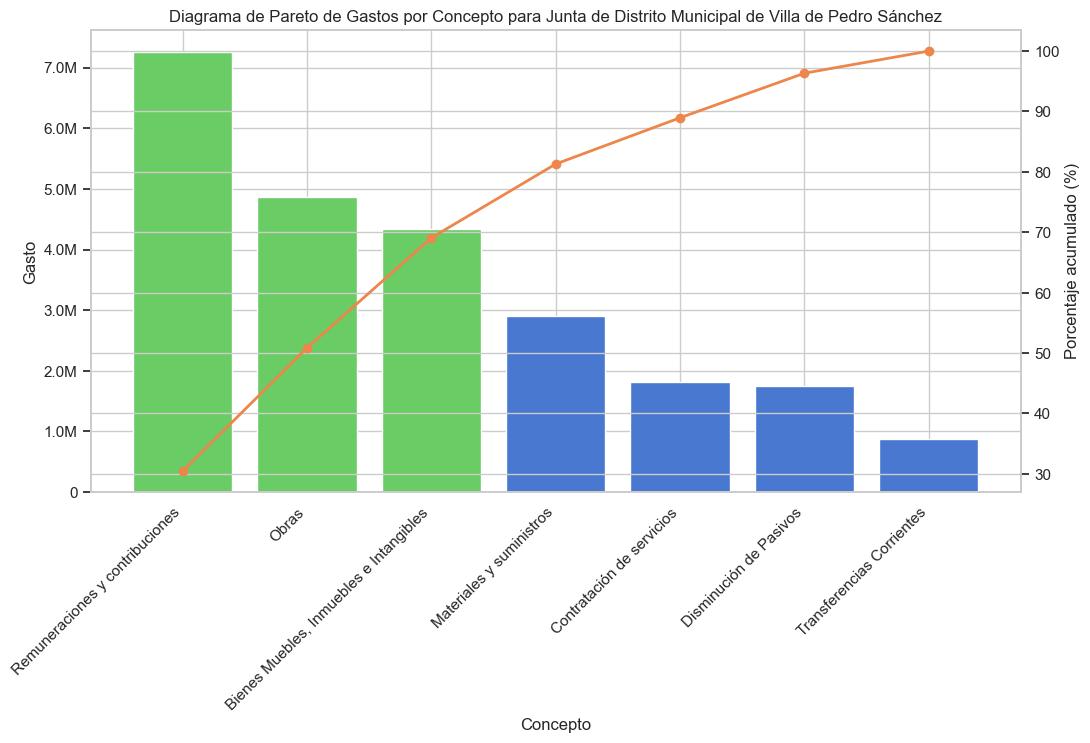 Diagrama de Pareto de Gastos por Concepto para Junta de Distrito Municipal de Villa de Pedro Sánchez
Gasto
7.0M
6.0M
5.0M
4.0M
3.0M
2.0M
1.0M
0
100
90
80
70
60
50
40
30
Porcentaje acumulado (%)
Remuneraciones y contribuciones
Obras
Bienes Muebles, Inmuebles e Intangibles
Materiales y suministros
Contratación de servicios
Disminución de Pasivos
Transferencias Corrientes
Concepto